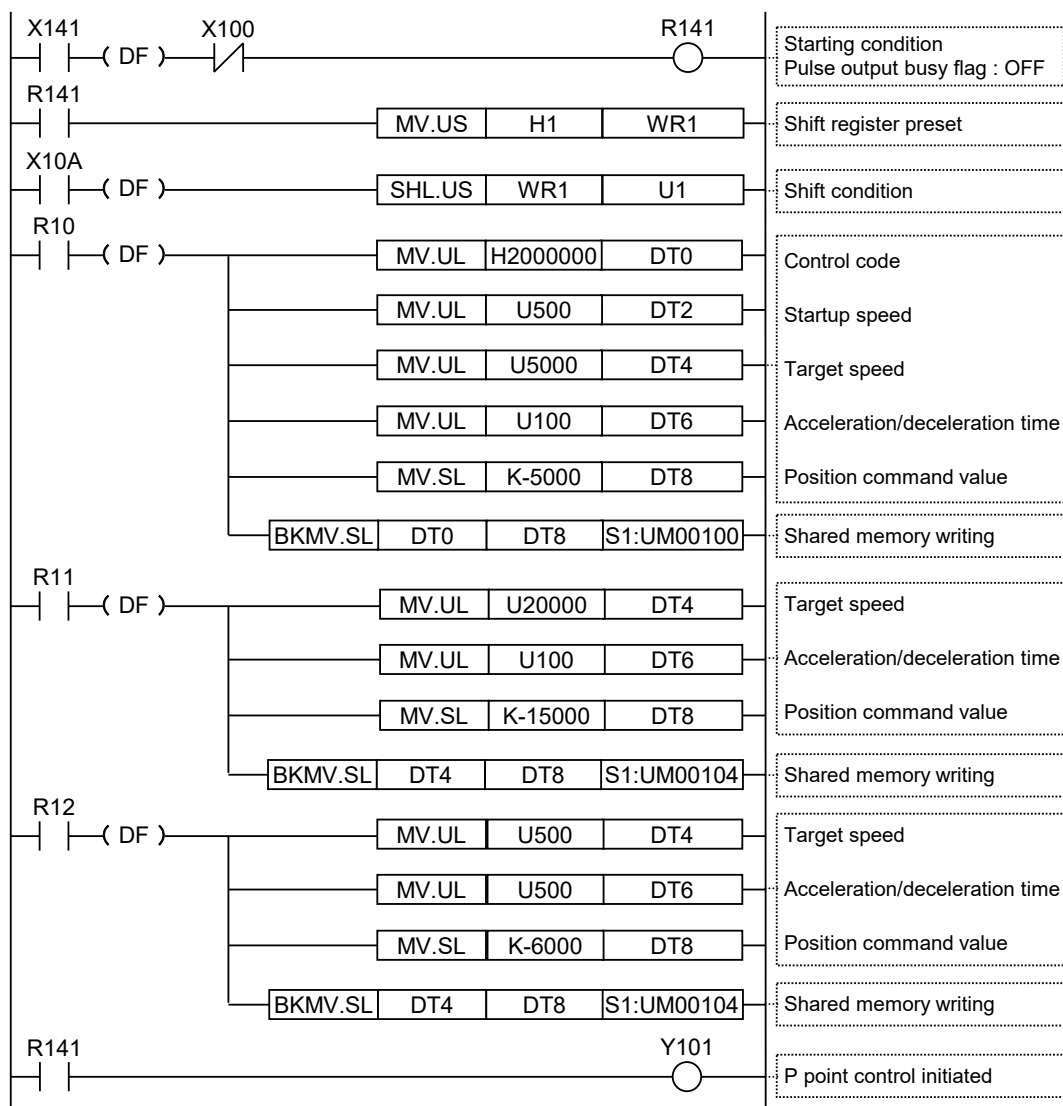 X141 X100 R141
( DF )
Starting condition
Pulse output busy flag : OFF
R141
MV.US H1 WR1 Shift register preset
X10A
( DF ) SHL.US WR1 U1 Shift condition
R10
( DF ) MV.UL H2000000 DT0 Control code
MV.UL U500 DT2 Startup speed
MV.UL U5000 DT4 Target speed
MV.UL U100 DT6 Acceleration/deceleration time
MV.SL K-5000 DT8 Position command value
BKMV.SL DT0 DT8 S1:UM00100 Shared memory writing
R11
( DF ) MV.UL U20000 DT4 Target speed
MV.UL U100 DT6 Acceleration/deceleration time
MV.SL K-15000 DT8 Position command value
BKMV.SL DT4 DT8 S1:UM00104 Shared memory writing
R12
( DF ) MV.UL U500 DT4 Target speed
MV.UL U500 DT6 Acceleration/deceleration time
MV.SL K-6000 DT8 Position command value
BKMV.SL DT4 DT8 S1:UM00104 Shared memory writing
R141 Y101
P point control initiated